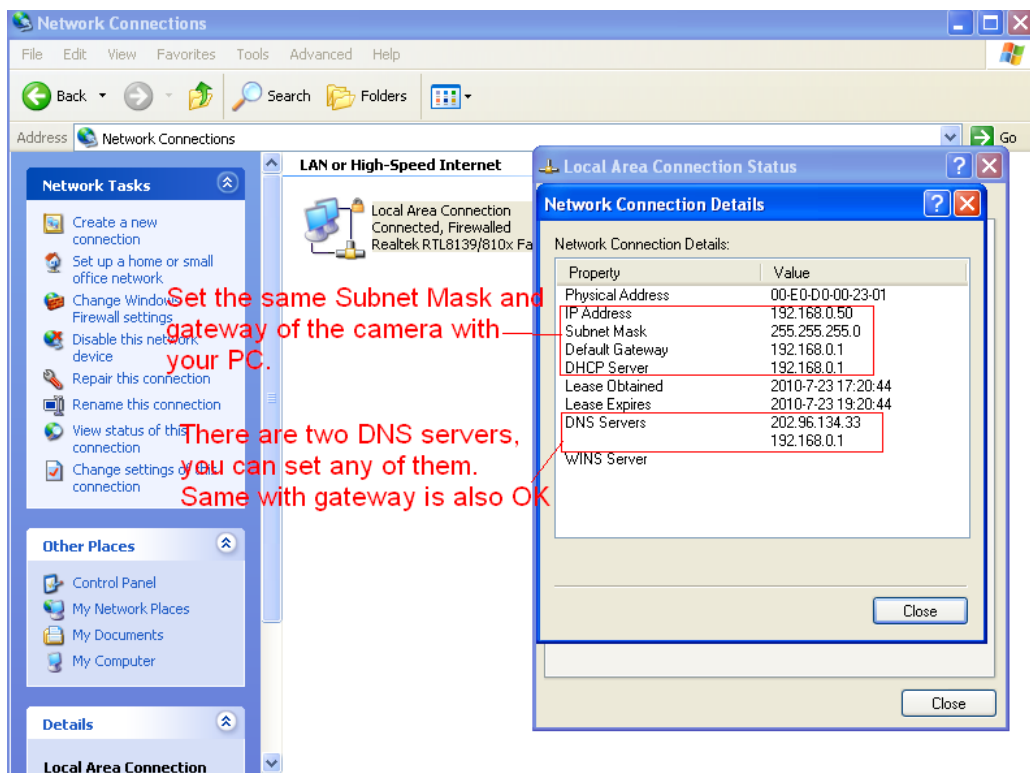 Network Connections
File Edit View Favorites Tools Advanced Help
Back Search Folders
Address Network Connections Go
Network Tasks
Create a new
connection
Set up a home or small
office network
Change Windows
Firewall settings
Disable this network
device
Repair this connection
Rename this connection
View status of this
connection
Change settings of this
connection
Other Places
Control Panel
My Network Places
My Documents
My Computer
Details
Local Area Connection
LAN or High-Speed Internet
Local Area Connection
Connected, Firewalled
Realtek RTL8139/810x Fa
Set the same Subnet Mask and
gateway of the camera with
your PC.
There are two DNS servers,
you can set any of them.
Same with gateway is also OK
Local Area Connection Status
Network Connection Details
Network Connection Details:
Property Value
Physical Address 00-E0-D0-00-23-01
IP Address 192.168.0.50
Subnet Mask 255.255.255.0
Default Gateway 192.168.0.1
DHCP Server 192.168.0.1
Lease Obtained 2010-7-23 17:20:44
Lease Expires 2010-7-23 19:20:44
DNS Servers 202.96.134.33
192.168.0.1
WINS Server
Close
Close